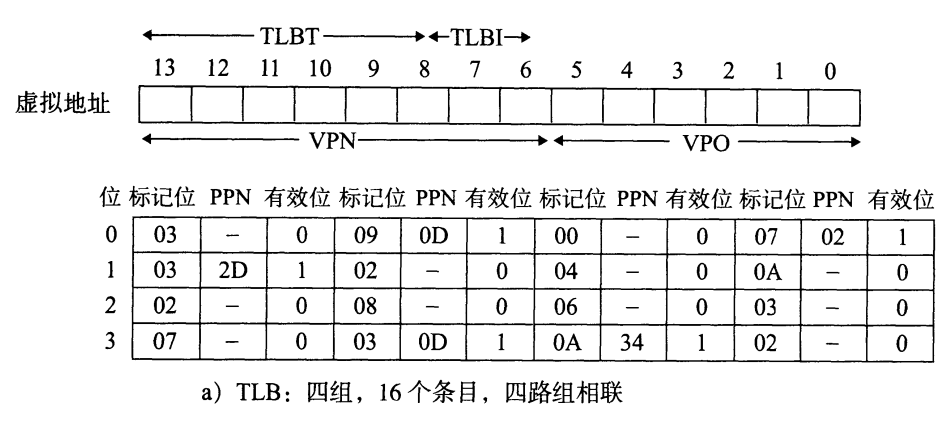 TLBT TLBI
13 12 11 10 9 8 7 6 5 4 3 2 1 0
虚拟地址
VPN VPO
位 标记位 PPN 有效位 标记位 PPN 有效位 标记位 PPN 有效位 标记位 PPN 有效位
0 03 – 0 09 0D 1 00 – 0 07 02 1
1 03 2D 1 02 – 0 04 – 0 0A – 0
2 02 – 0 08 – 0 06 – 0 03 – 0
3 07 – 0 03 0D 1 0A 34 1 02 – 0
a）TLB：四组，16个条目，四路组相联